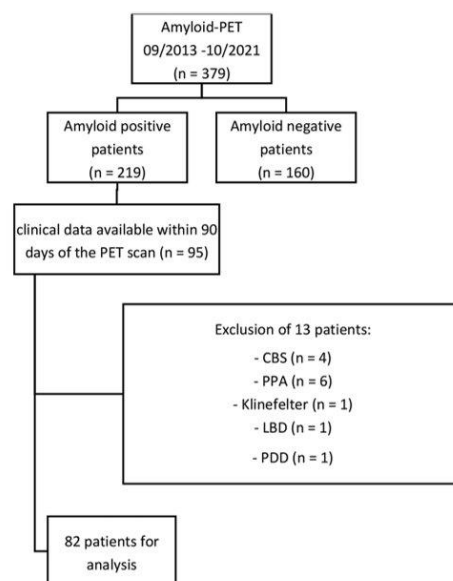 Amyloid-PET
09/2013 -10/2021
(n = 379)
Amyloid positive
patients
(n = 219)
Amyloid negative
patients
(n = 160)
clinical data available within 90
days of the PET scan (n = 95)
Exclusion of 13 patients:
- CBS (n = 4)
- PPA (n = 6)
- Klinefelter (n = 1)
- LBD (n = 1)
- PDD (n = 1)
82 patients for
analysis